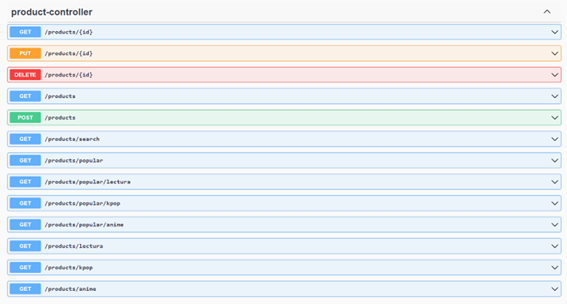 product-controller
GET /products/{id}
PUT /products/{id}
DELETE /products/{id}
GET /products
POST /products
GET /products/search
GET /products/popular
GET /products/popular/lectura
GET /products/popular/kpop
GET /products/popular/anime
GET /products/lectura
GET /products/kpop
GET /products/anime